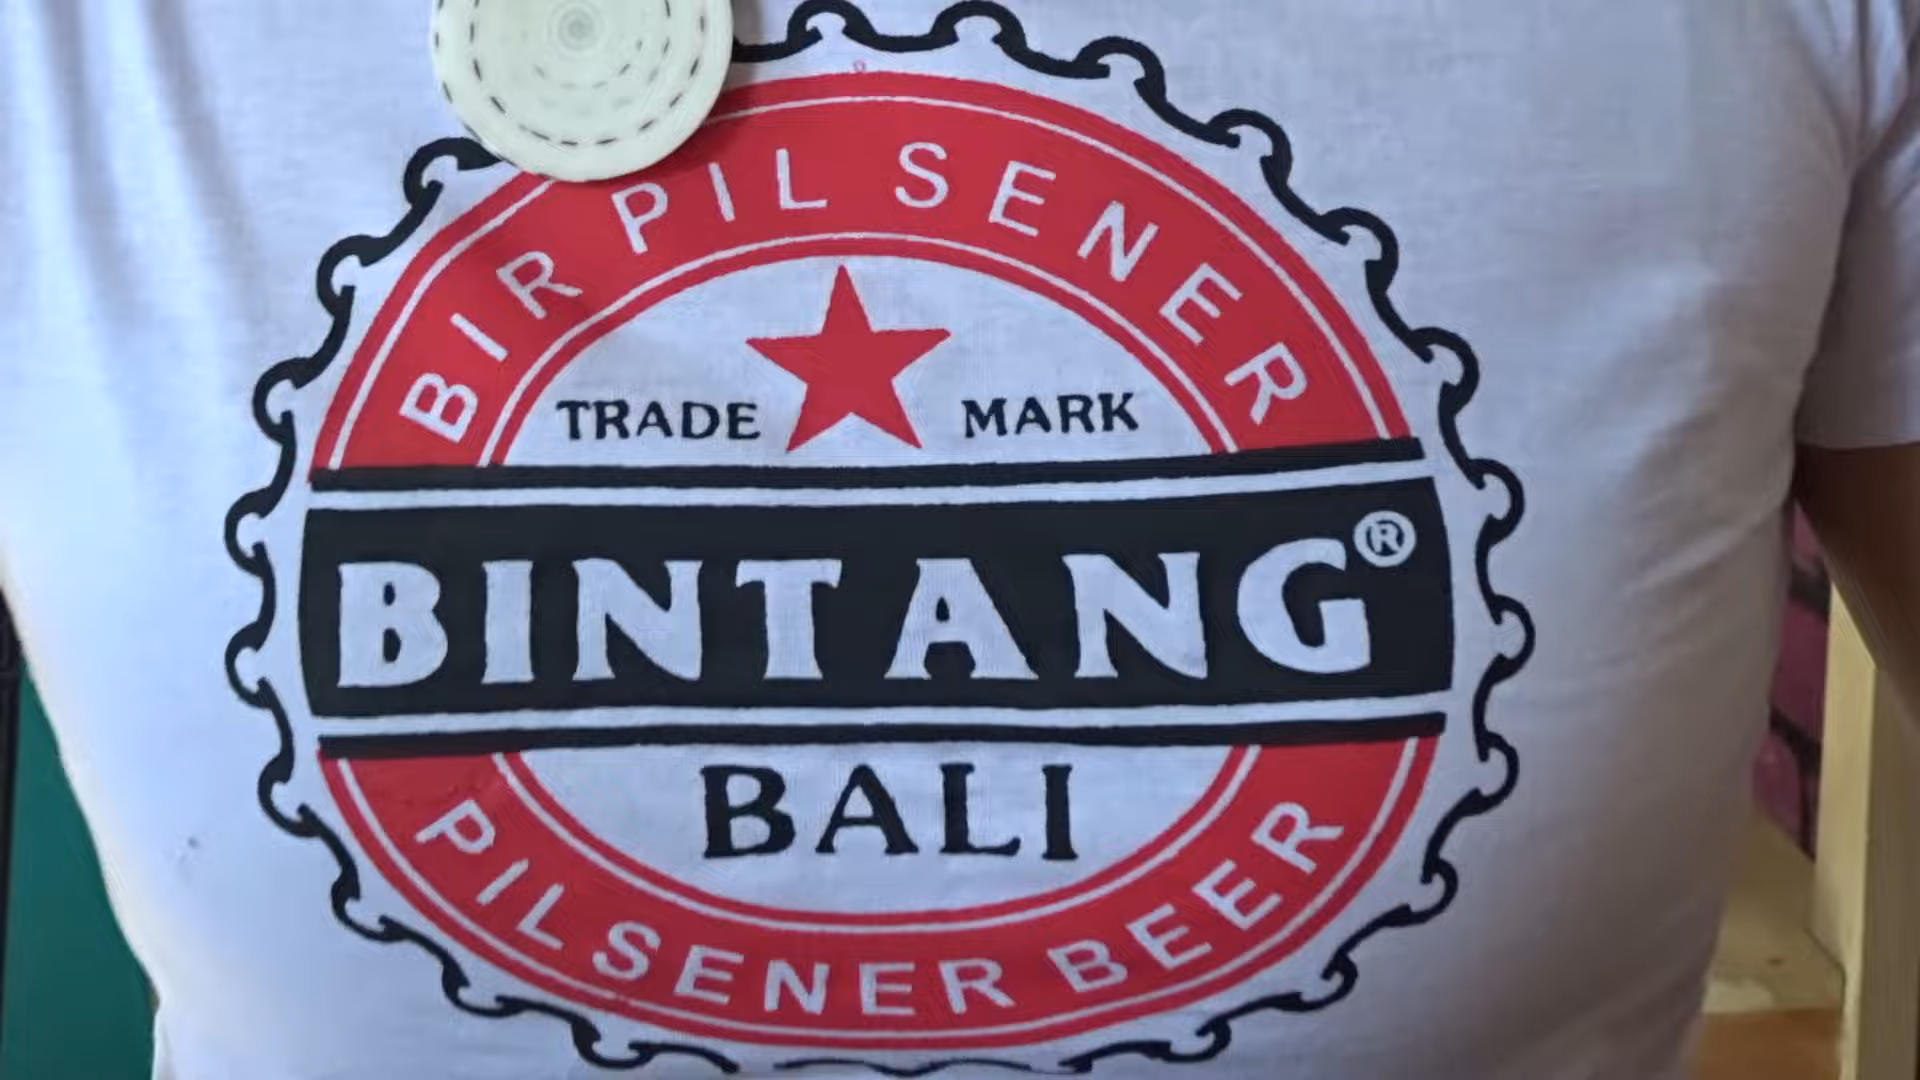 BIR PILSENER
TRADE MARK
BINTANG®
BALI
PILSENER BEER